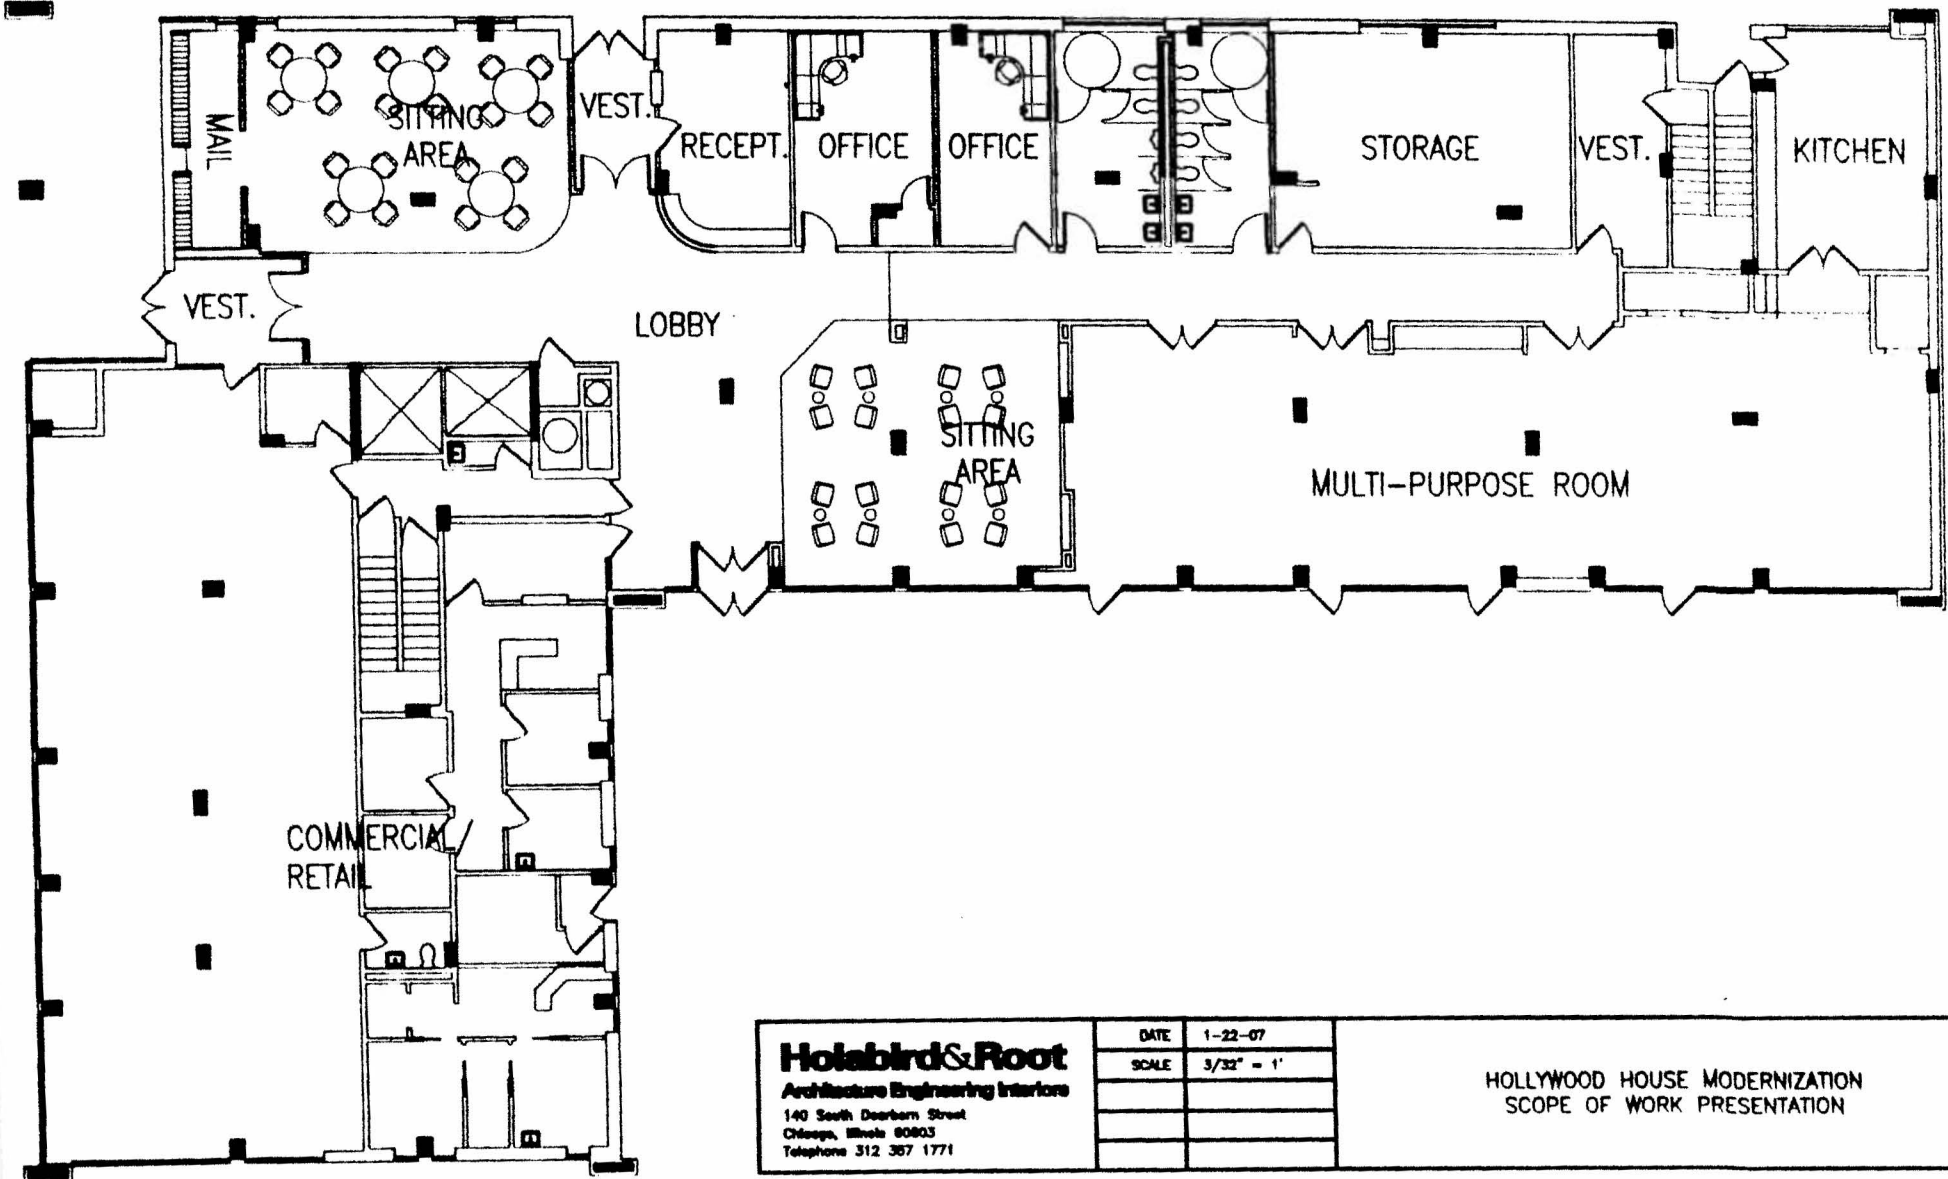 MAIL
SITTING
AREA
VEST.
RECEPT.
OFFICE
OFFICE
STORAGE
VEST.
KITCHEN
VEST.
LOBBY
SITTING
AREA
MULTI-PURPOSE ROOM
COMMERCIAL
RETAIL
Holabird&Root
Architecture Engineering Interiors
140 South Dearborn Street
Chicago, Illinois 60603
Telephone 312 357 1771
DATE 1-22-07
SCALE 3/32" = 1'
HOLLYWOOD HOUSE MODERNIZATION
SCOPE OF WORK PRESENTATION